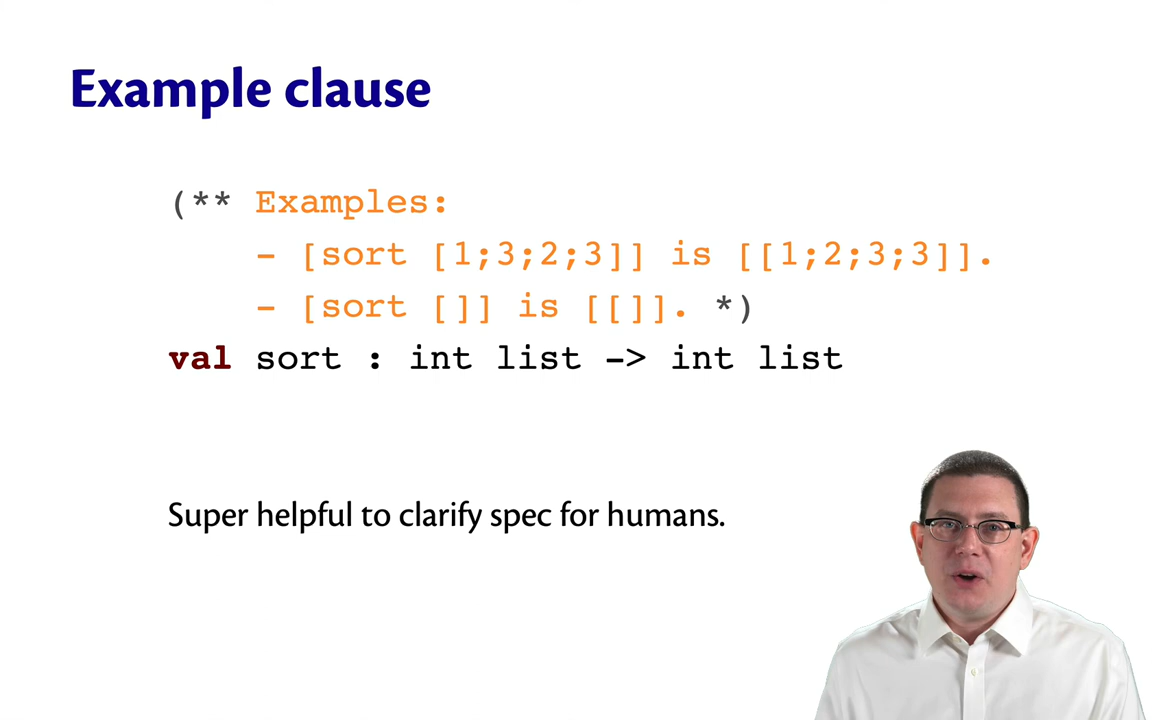 Example clause
(** Examples:
- [sort [1;3;2;3]] is [[1;2;3;3]].
- [sort []] is [[]]. *)
val sort : int list -> int list
Super helpful to clarify spec for humans.